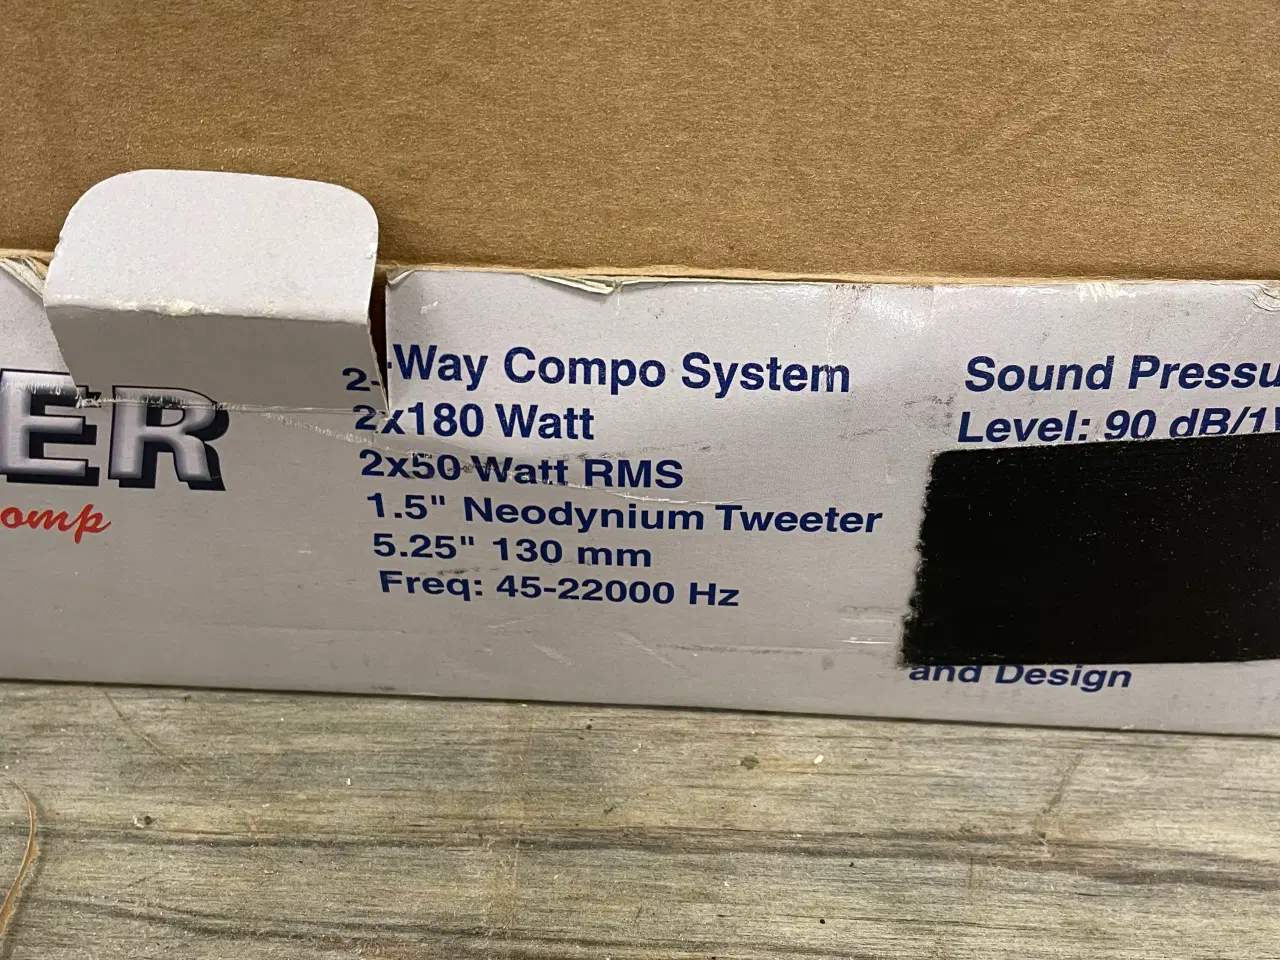 ER
omp
2-Way Compo System
2x180 Watt
2x50 Watt RMS
1.5" Neodynium Tweeter
5.25" 130 mm
Freq: 45-22000 Hz
Sound Pressu
Level: 90 dB/1
and Design